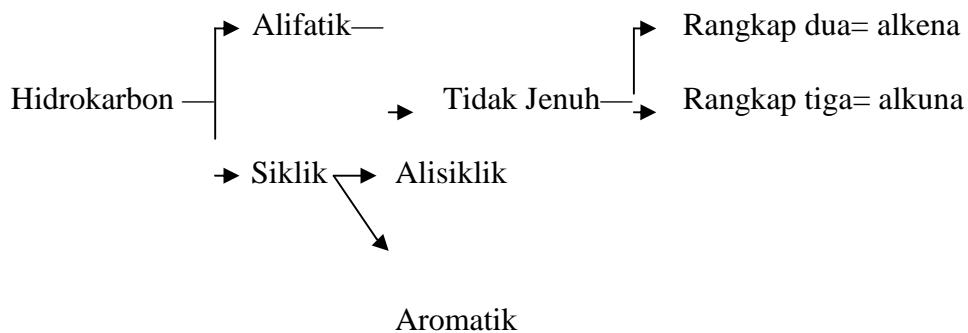 Alifatik— Rangkap dua= alkena
Hidrokarbon — Tidak Jenuh— Rangkap tiga= alkuna
Siklik Alisiklik
Aromatik